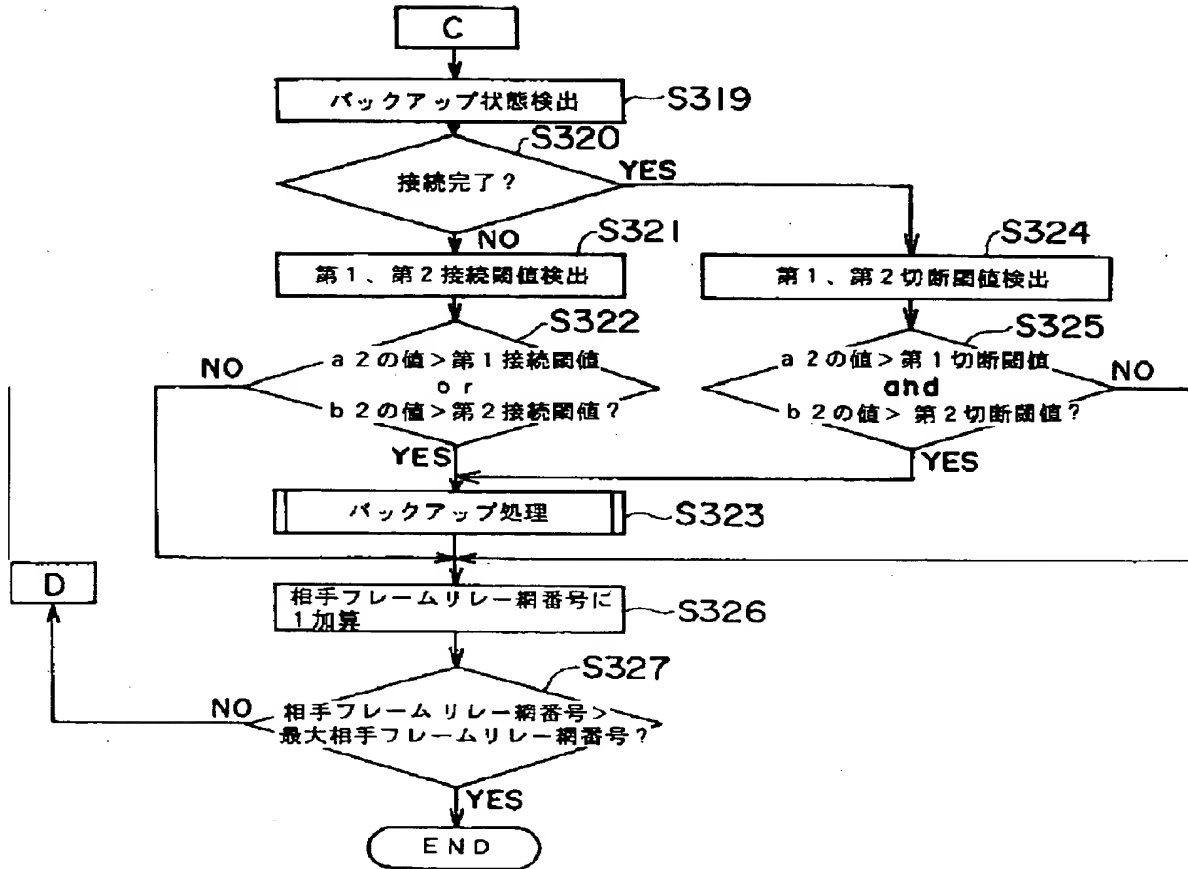 C
バックアップ状態検出
S319
S320
接続完了?
YES
NO
S321
第1、第2接続閾値検出
S324
第1、第2切断閾値検出
S322
a2の値>第1接続閾値
or
b2の値>第2接続閾値?
NO
YES
S325
a2の値>第1切断閾値
and
b2の値>第2切断閾値?
NO
YES
バックアップ処理
S323
D
相手フレームリレー網番号に
1加算
S326
S327
相手フレームリレー網番号>
最大相手フレームリレー網番号?
NO
YES
END